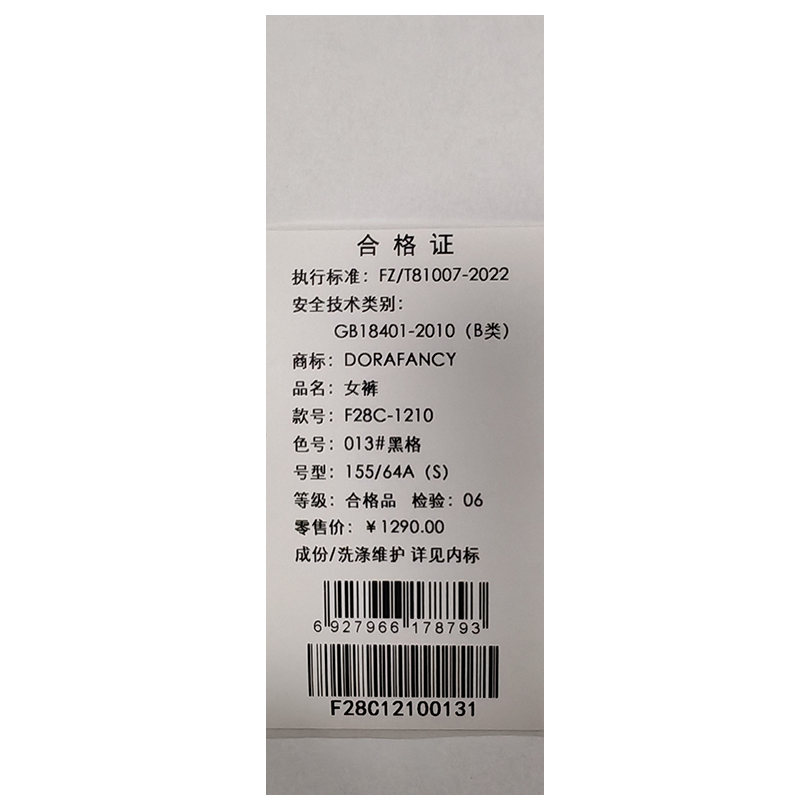 合格证
执行标准：FZ/T81007-2022
安全技术类别：
GB18401-2010（B类）
商标：DORAFANCY
品名：女裤
款号：F28C-1210
色号：013#黑格
号型：155/64A（S）
等级：合格品 检验：06
零售价：￥1290.00
成份/洗涤维护 详见内标
6 927966 178793
F28C12100131